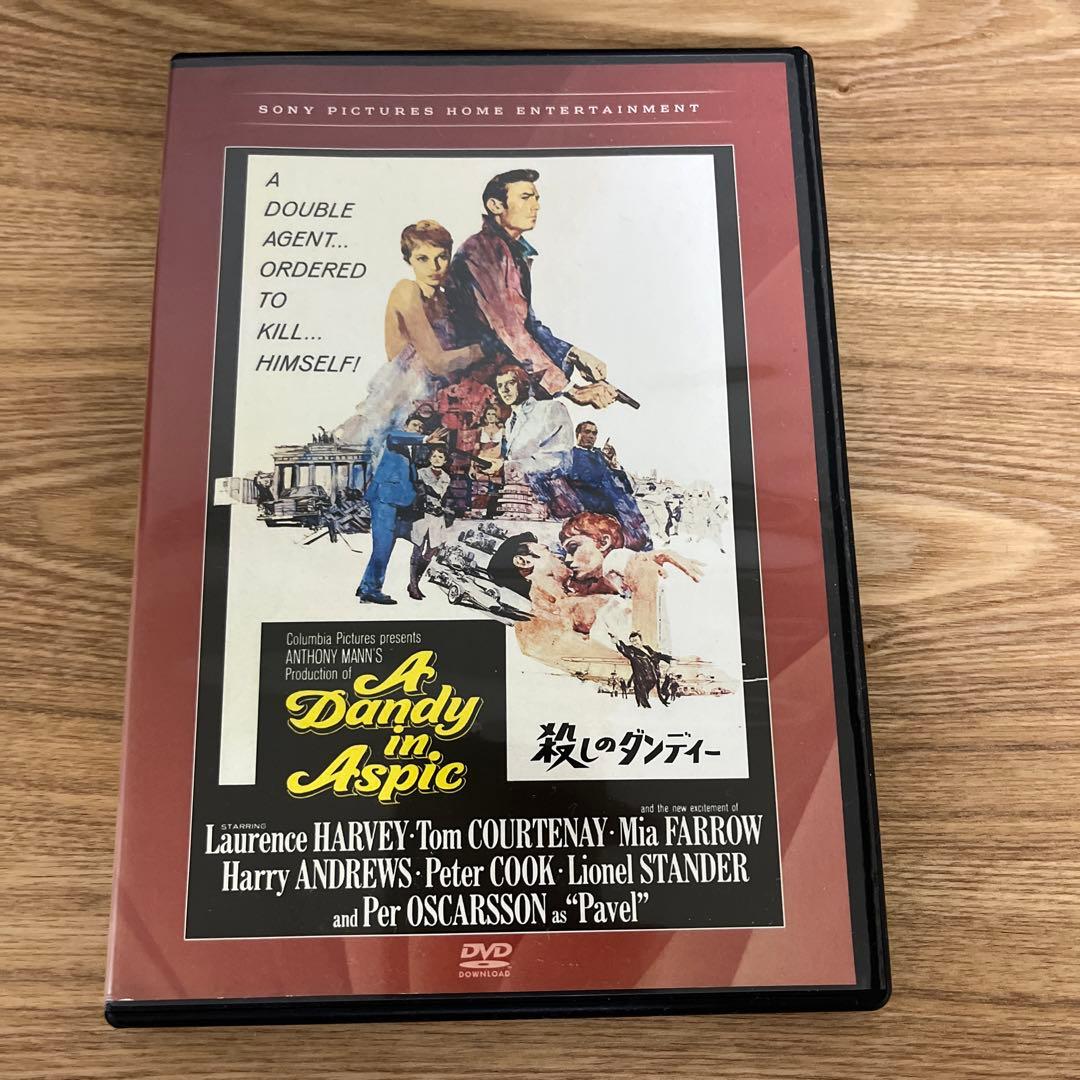 SONY PICTURES HOME ENTERTAINMENT
A
DOUBLE
AGENT...
ORDERED
TO
KILL...
HIMSELF!
Columbia Pictures presents
ANTHONY MANN'S
Production of
A
Dandy
in
Aspic
殺しのダンディー
STARRING
and the new excitement of
Laurence HARVEY · Tom COURTENAY · Mia FARROW
Harry ANDREWS · Peter COOK · Lionel STANDER
and Per OSCARSSON as "Pavel"
DVD
DOWNLOAD